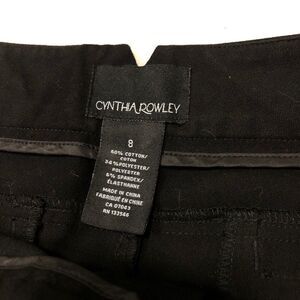 CYNTHIA ROWLEY
8
60% COTTON/
COTON
34% POLYESTER/
POLYESTER
6% SPANDEX/
ÉLASTHANNE
MADE IN CHINA
FABRIQUÉ EN CHINE
CA 07063
RN 133566